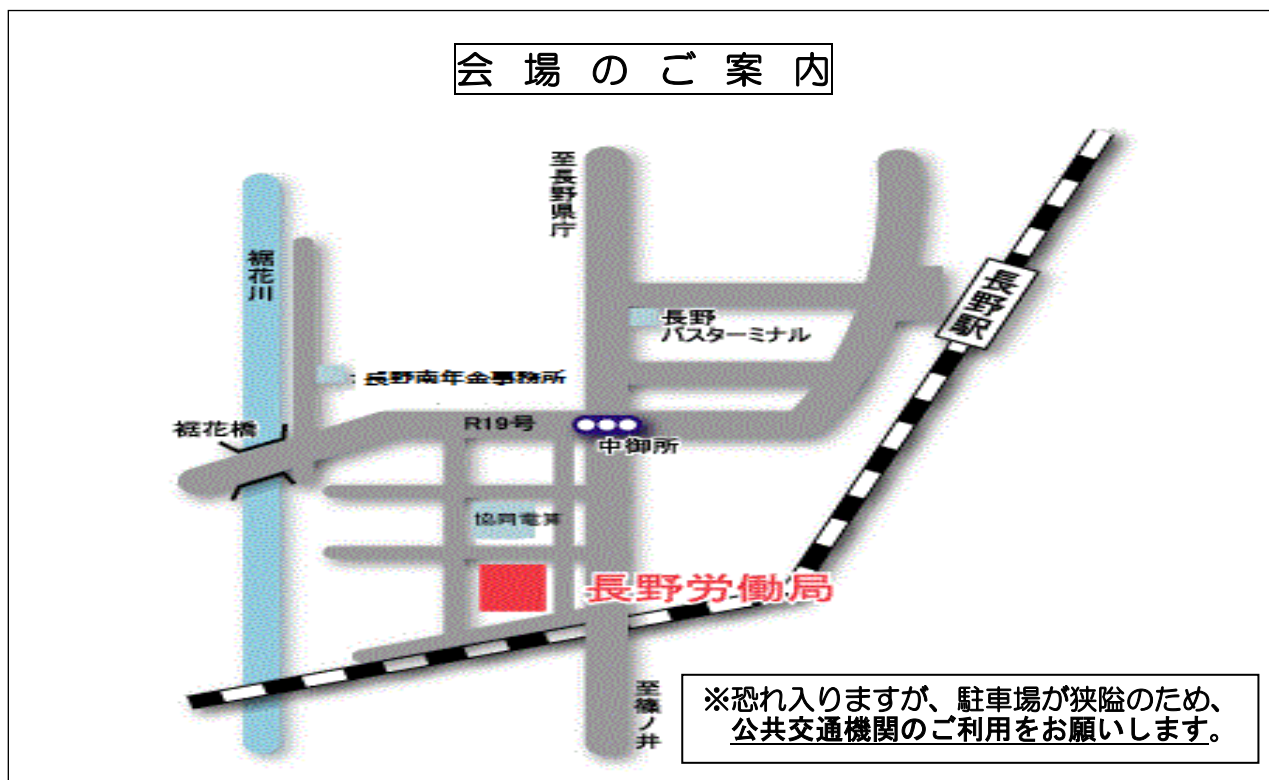 会場のご案内
至長野県庁
裾花川
長野駅
長野
バスターミナル
長野南年金事務所
裾花橋
R19号
中御所
協同電算
長野労働局
至篠ノ井
※恐れ入りますが、駐車場が狭隘のため、
公共交通機関のご利用をお願いします。